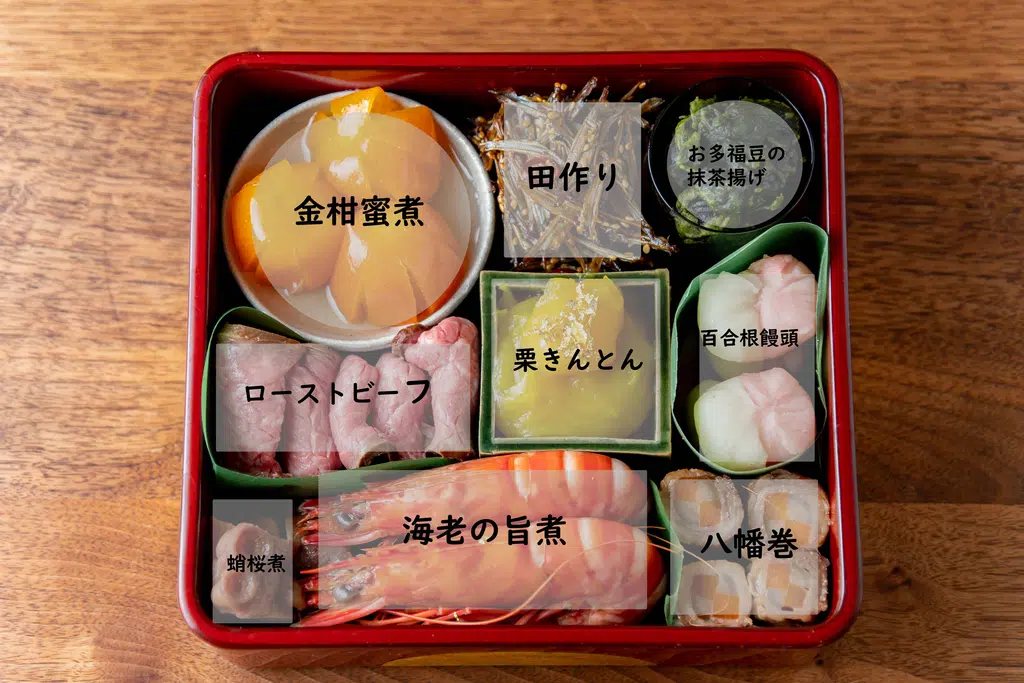 金柑蜜煮
田作り
お多福豆の
抹茶揚げ
百合根饅頭
栗きんとん
ローストビーフ
海老の旨煮
八幡巻
蛸桜煮